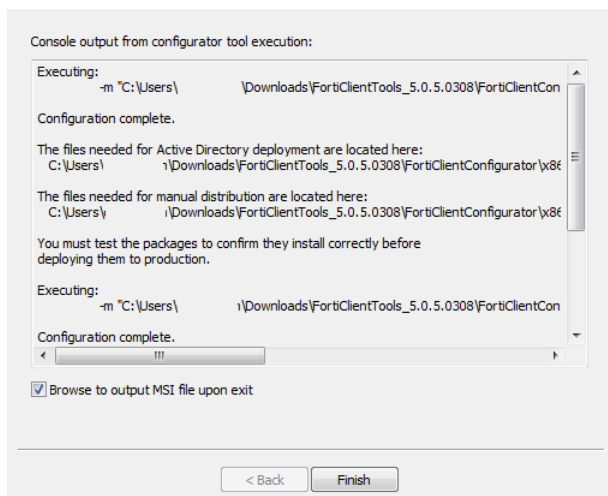 Console output from configurator tool execution:
Executing:
-m "C:\Users\ \Downloads\FortiClientTools_5.0.5.0308\FortiClientCon
Configuration complete.
The files needed for Active Directory deployment are located here:
C:\Users\ \Downloads\FortiClientTools_5.0.5.0308\FortiClientConfigurator\x86
The files needed for manual distribution are located here:
C:\Users\ \Downloads\FortiClientTools_5.0.5.0308\FortiClientConfigurator\x86
You must test the packages to confirm they install correctly before
deploying them to production.
Executing:
-m "C:\Users\ \Downloads\FortiClientTools_5.0.5.0308\FortiClientCon
Configuration complete.
Browse to output MSI file upon exit
< Back Finish